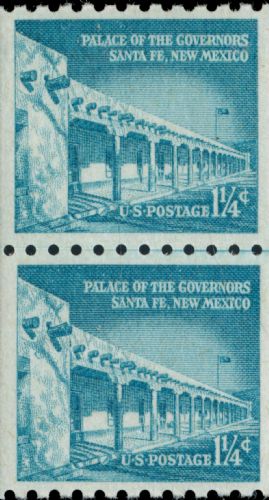 PALACE OF THE GOVERNORS
SANTA FE, NEW MEXICO
U·S·POSTAGE 1¼¢
PALACE OF THE GOVERNORS
SANTA FE, NEW MEXICO
U·S·POSTAGE 1¼¢